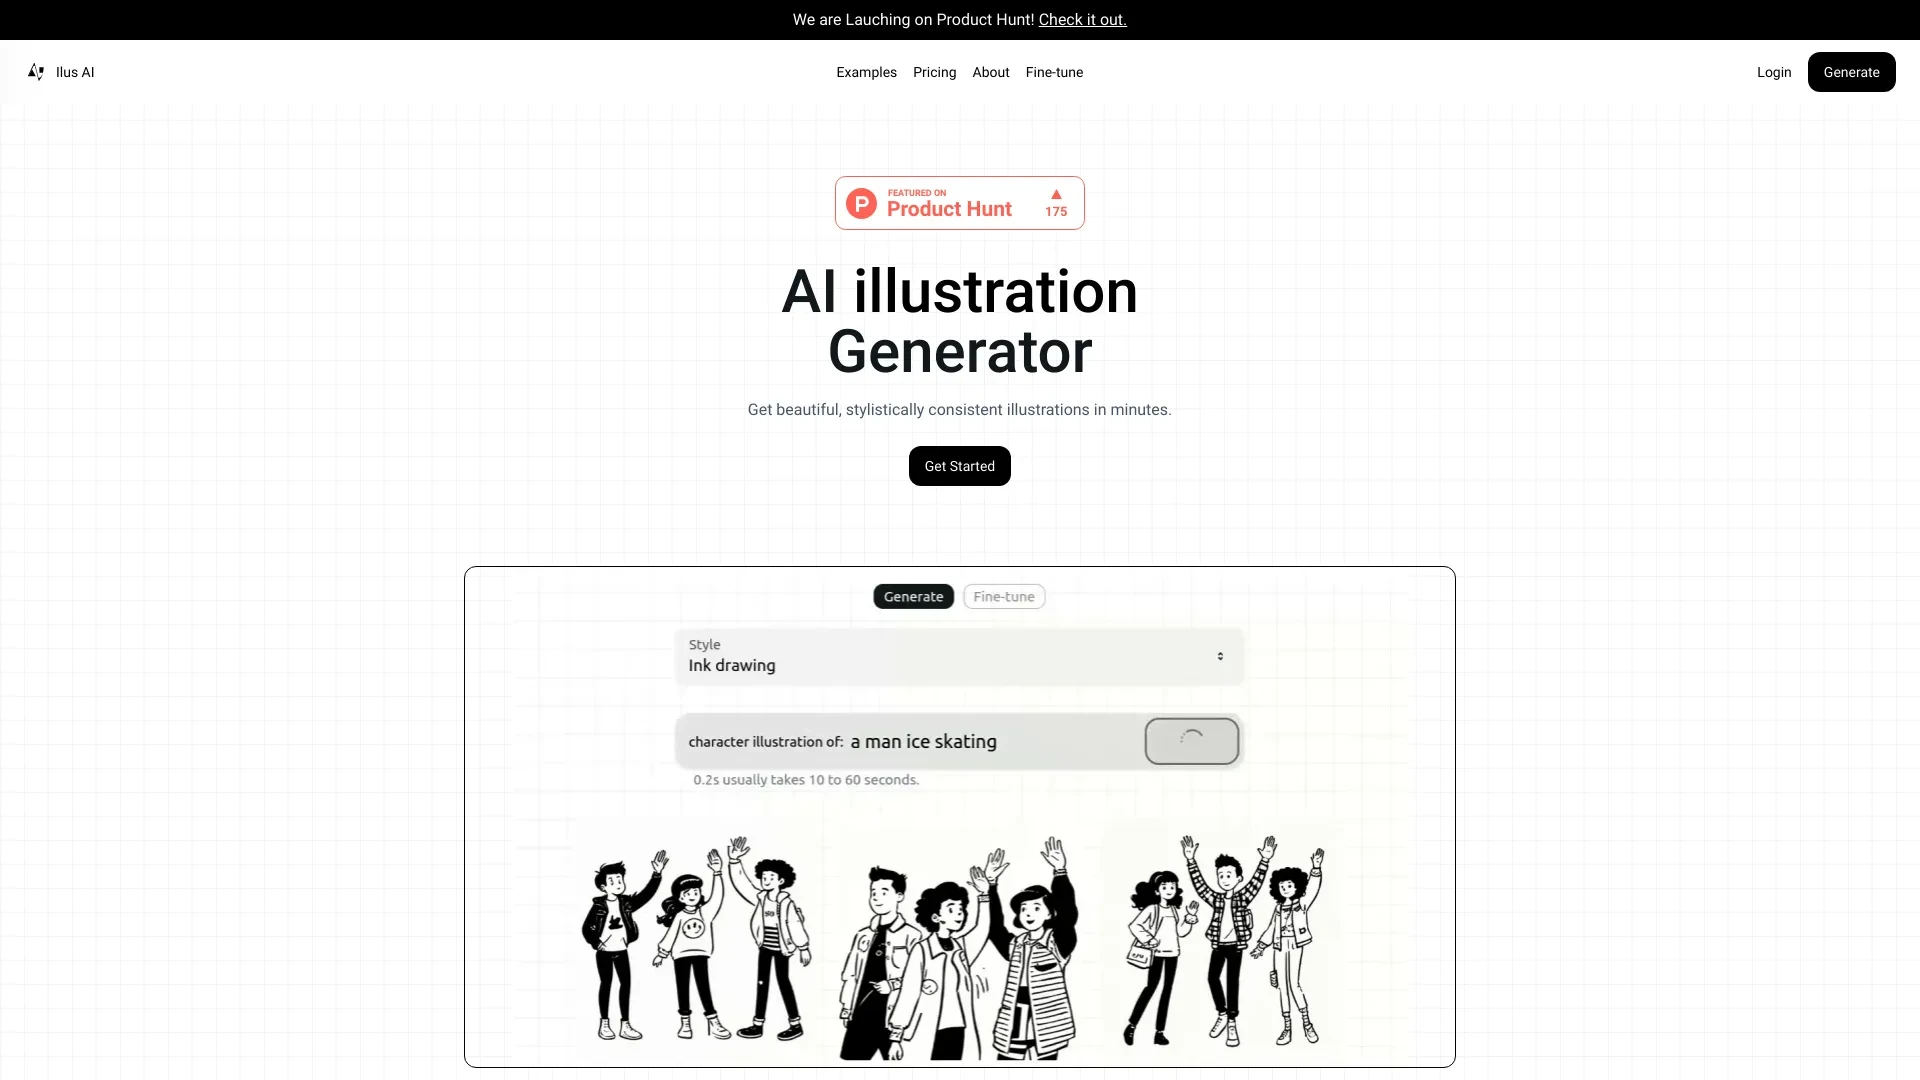 We are Lauching on Product Hunt! Check it out.
Ilus AI
Examples Pricing About Fine-tune
Login Generate
FEATURED ON
Product Hunt
175
AI illustration
Generator
Get beautiful, stylistically consistent illustrations in minutes.
Get Started
Generate Fine-tune
Style
Ink drawing
character illustration of: a man ice skating
0.2s usually takes 10 to 60 seconds.